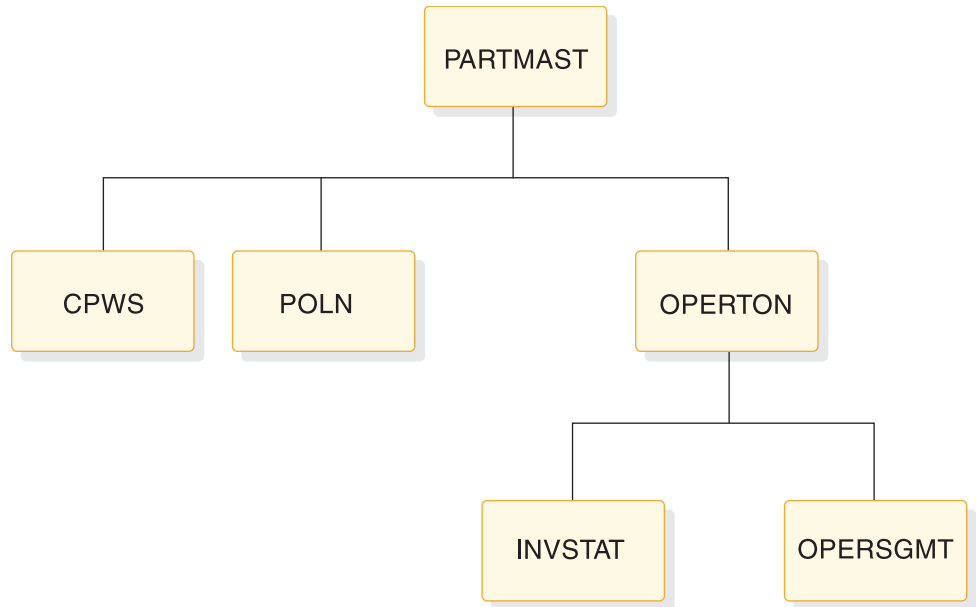 PARTMAST
CPWS
POLN
OPERTON
INVSTAT
OPERSGMT